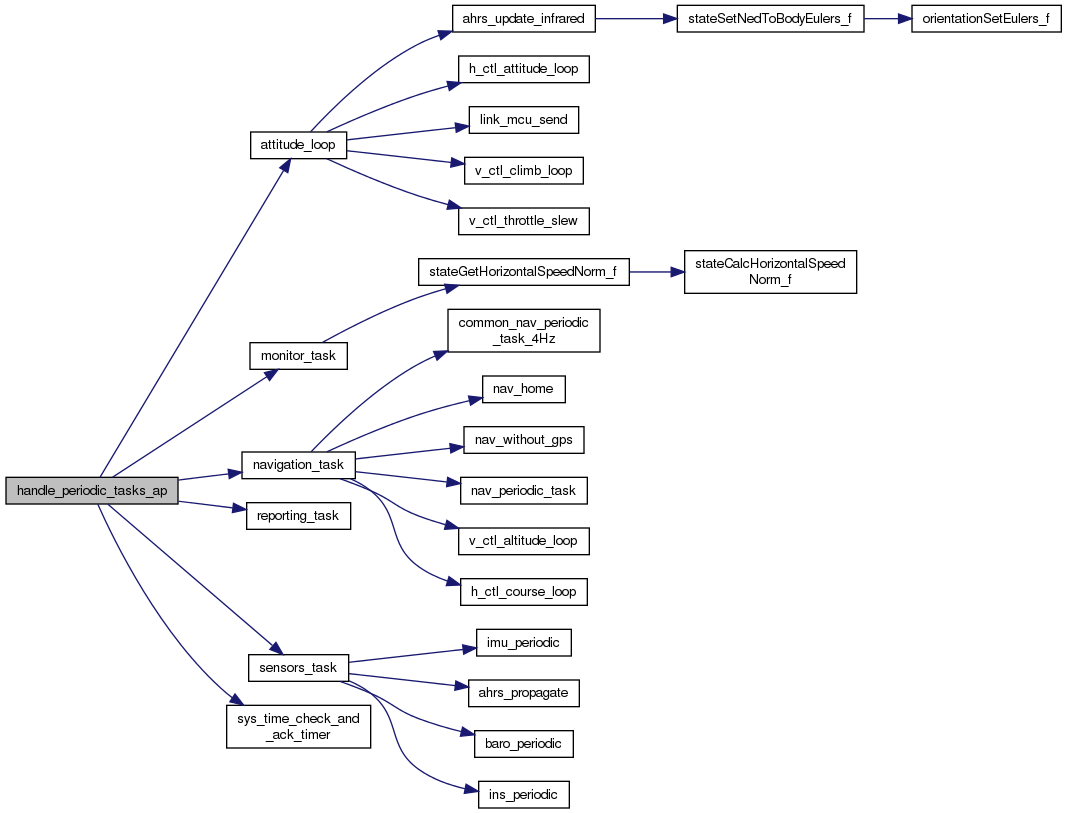 ahrs_update_infrared
stateSetNedToBodyEulers_f
orientationSetEulers_f
h_ctl_attitude_loop
link_mcu_send
attitude_loop
v_ctl_climb_loop
v_ctl_throttle_slew
stateGetHorizontalSpeedNorm_f
stateCalcHorizontalSpeed
Norm_f
common_nav_periodic
_task_4Hz
monitor_task
nav_home
nav_without_gps
navigation_task
handle_periodic_tasks_ap
nav_periodic_task
reporting_task
v_ctl_altitude_loop
h_ctl_course_loop
imu_periodic
sensors_task
ahrs_propagate
sys_time_check_and
_ack_timer
baro_periodic
ins_periodic